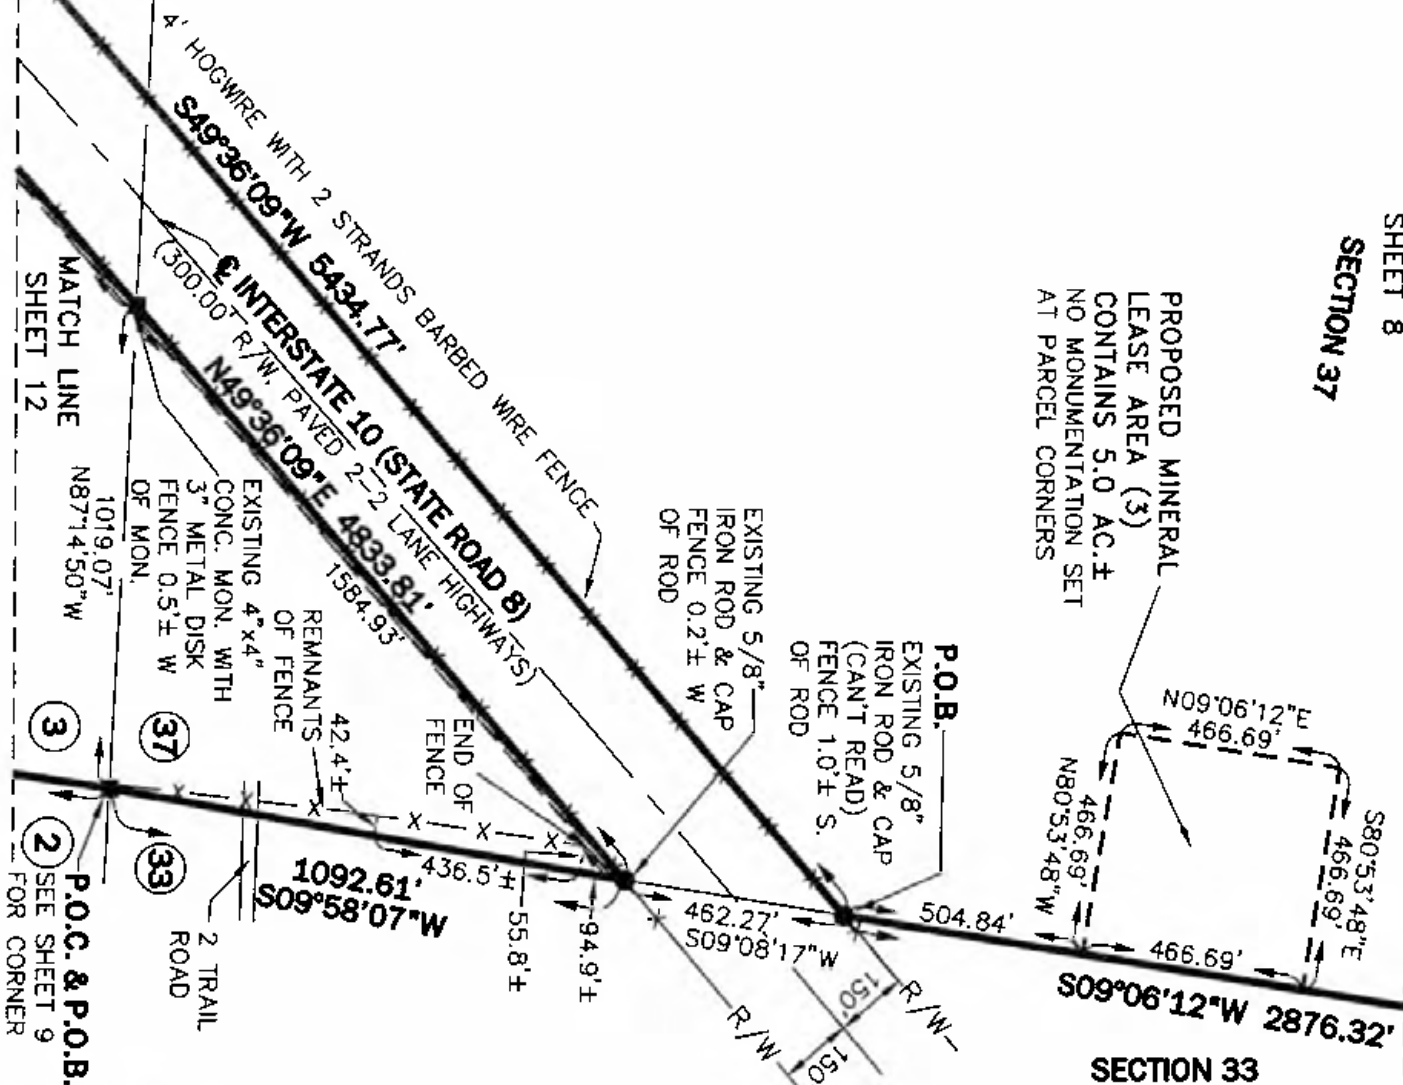 SHEET 8
SECTION 37
PROPOSED MINERAL
LEASE AREA (3)
CONTAINS 5.0 AC.±
NO MONUMENTATION SET
AT PARCEL CORNERS
N09°06'12"E
466.69'
S80°53'48"E
466.69'
466.69'
N80°53'48"W
466.69'
504.84'
S09°06'12"W 2876.32'
SECTION 33
P.O.B.
EXISTING 5/8"
IRON ROD & CAP
(CAN'T READ)
FENCE 1.0'± S.
OF ROD
EXISTING 5/8"
IRON ROD & CAP
FENCE 0.2'± W
OF ROD
462.27'
S09°08'17"W
R/W
150'
150'
R/W
4' HOGWIRE WITH 2 STRANDS BARBED WIRE FENCE
S49°36'09"W 5434.77'
℄ INTERSTATE 10 (STATE ROAD 8)
(300.00' R/W, PAVED 2-2 LANE HIGHWAYS)
N49°36'09"E 4833.81'
1584.93'
END OF
FENCE
94.9'±
55.8'±
436.5'±
42.4'±
REMNANTS
OF FENCE
1092.61'
S09°58'07"W
2 TRAIL
ROAD
EXISTING 4"x4"
CONC. MON. WITH
3" METAL DISK
FENCE 0.5'± W
OF MON.
1019.07'
N87°14'50"W
MATCH LINE
SHEET 12
37
33
3
2
P.O.C. & P.O.B.
SEE SHEET 9
FOR CORNER